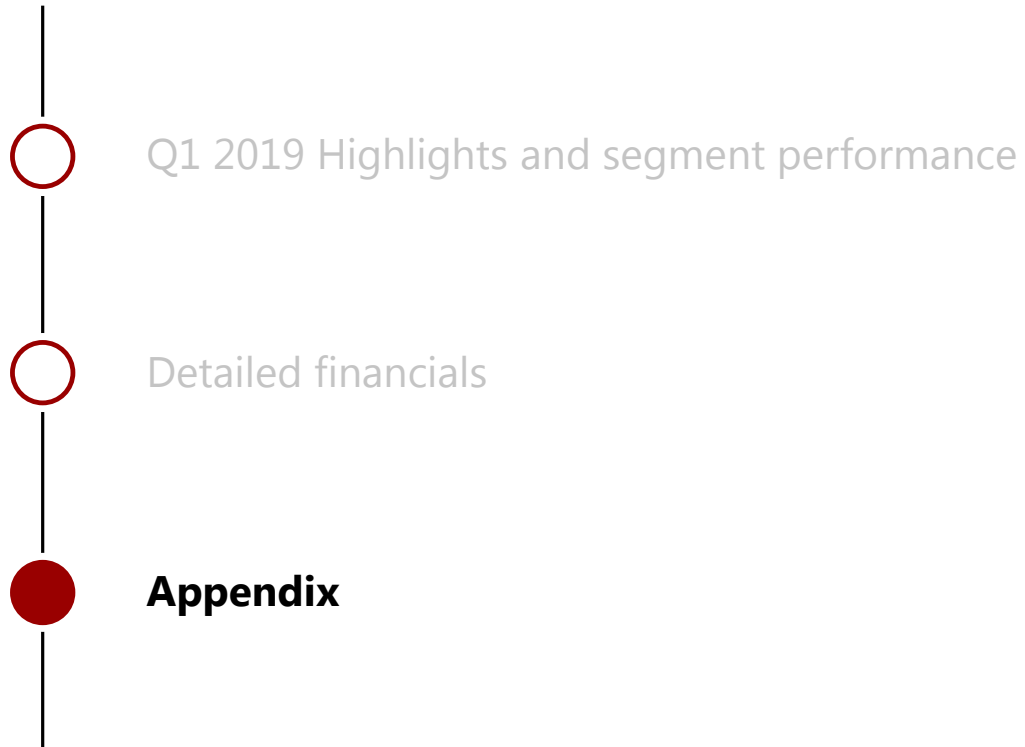 Q1 2019 Highlights and segment performance
Detailed financials
Appendix